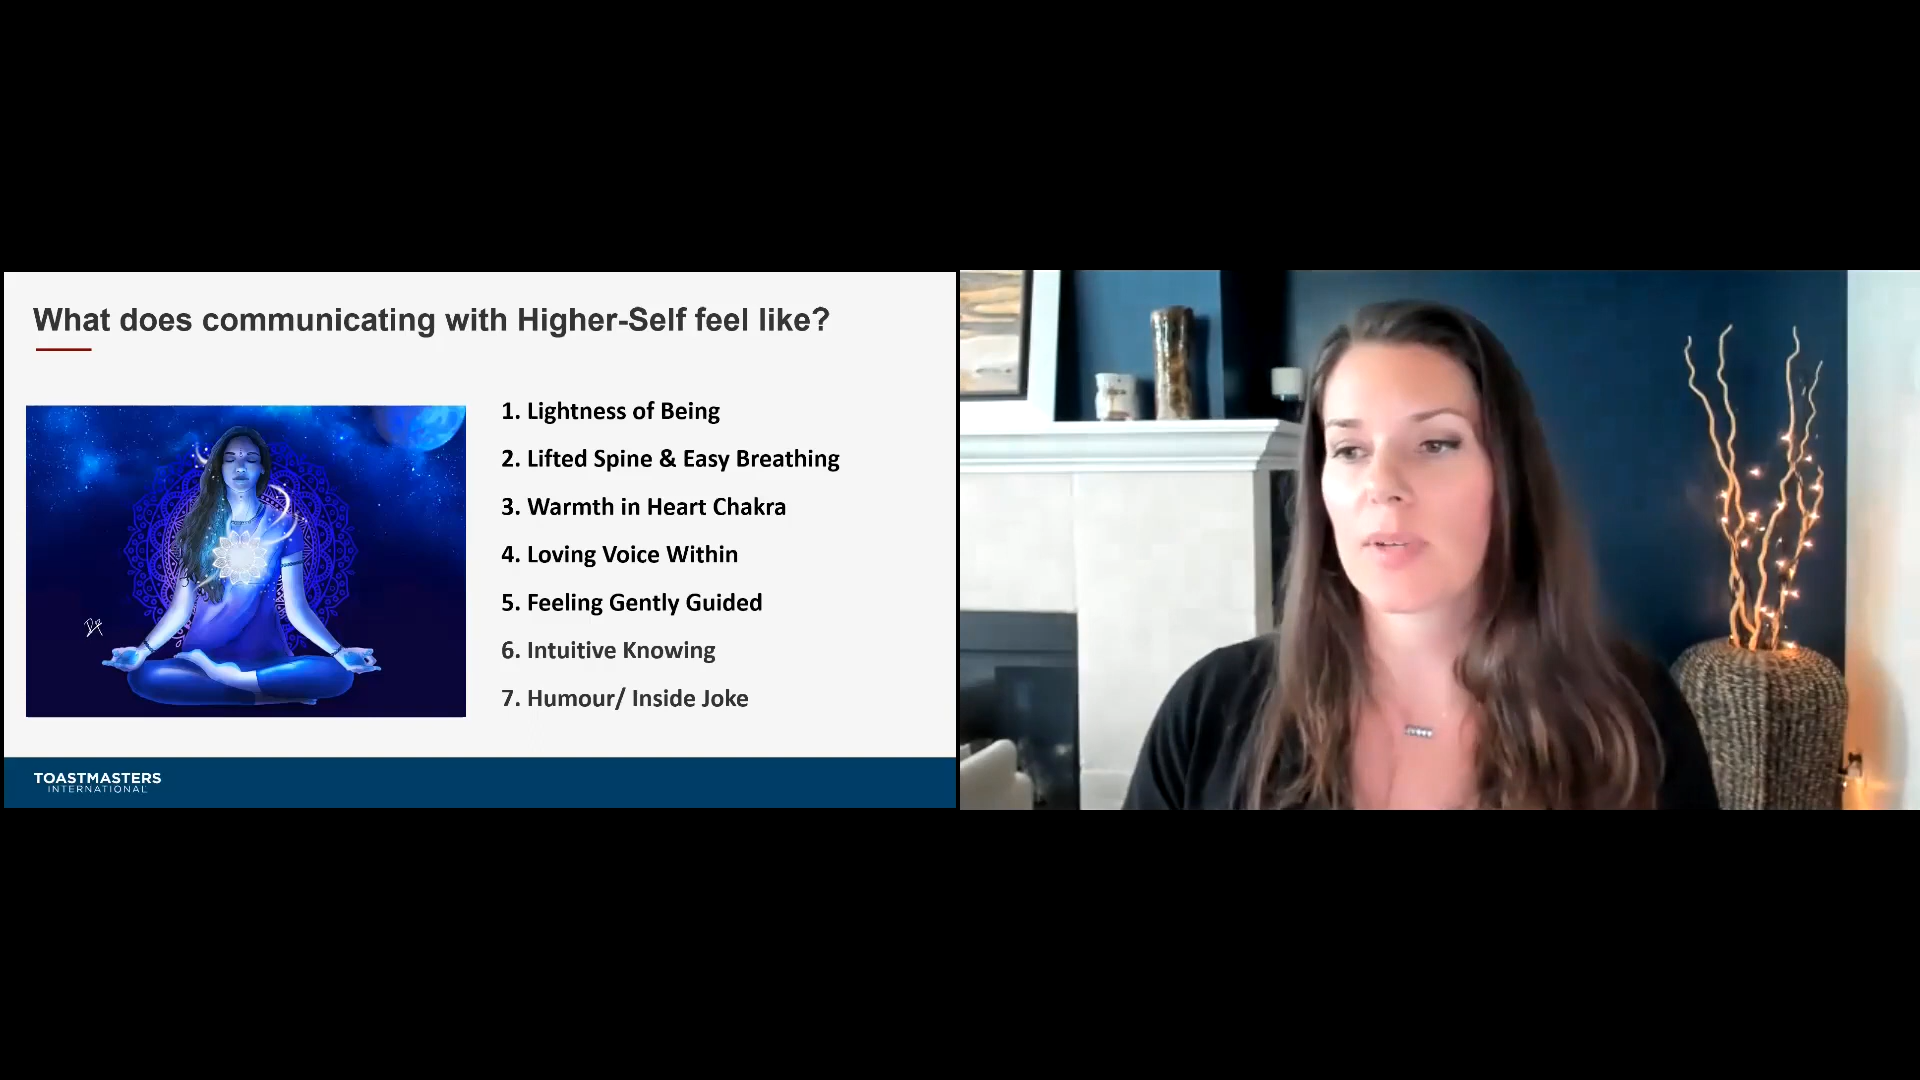 What does communicating with Higher-Self feel like?
1. Lightness of Being
2. Lifted Spine & Easy Breathing
3. Warmth in Heart Chakra
4. Loving Voice Within
5. Feeling Gently Guided
6. Intuitive Knowing
7. Humour/ Inside Joke
TOASTMASTERS
INTERNATIONAL